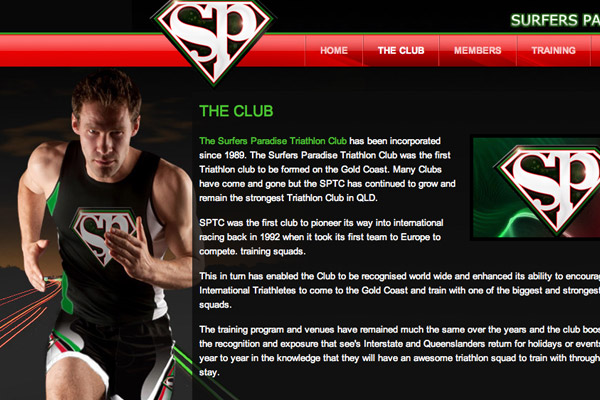 SP
SURFERS PA
HOME THE CLUB MEMBERS TRAINING
THE CLUB
The Surfers Paradise Triathlon Club has been incorporated
since 1989. The Surfers Paradise Triathlon Club was the first
Triathlon club to be formed on the Gold Coast. Many Clubs
have come and gone but the SPTC has continued to grow and
remain the strongest Triathlon Club in QLD.
SP
SPTC was the first club to pioneer its way into international
racing back in 1992 when it took its first team to Europe to
compete. training squads.
SP
This in turn has enabled the Club to be recognised world wide and enhanced its ability to encourag
International Triathletes to come to the Gold Coast and train with one of the biggest and strongest
squads.
The training program and venues have remained much the same over the years and the club boos
the recognition and exposure that see's Interstate and Queenslanders return for holidays or events
year to year in the knowledge that they will have an awesome triathlon squad to train with through
stay.